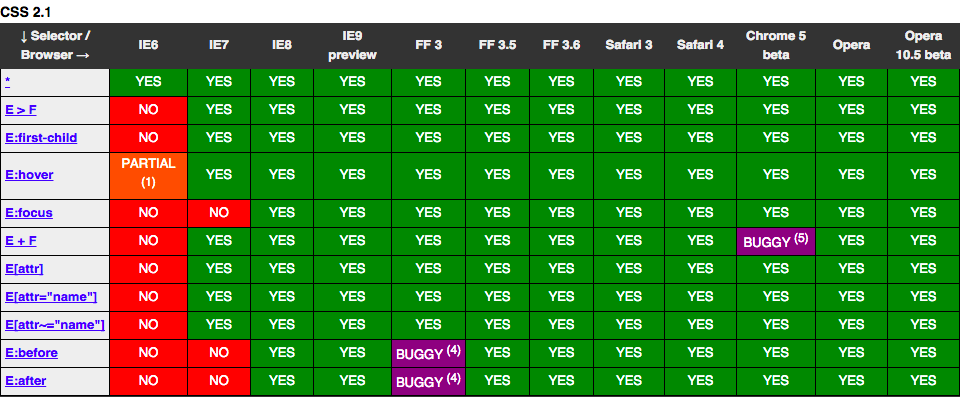 CSS 2.1
↓ Selector / Browser → IE6 IE7 IE8 IE9 preview FF 3 FF 3.5 FF 3.6 Safari 3 Safari 4 Chrome 5 beta Opera Opera 10.5 beta
* YES YES YES YES YES YES YES YES YES YES YES YES
E > F NO YES YES YES YES YES YES YES YES YES YES YES
E:first-child NO YES YES YES YES YES YES YES YES YES YES YES
E:hover PARTIAL (1) YES YES YES YES YES YES YES YES YES YES YES
E:focus NO NO YES YES YES YES YES YES YES YES YES YES
E + F NO YES YES YES YES YES YES YES YES BUGGY (5) YES YES
E[attr] NO YES YES YES YES YES YES YES YES YES YES YES
E[attr="name"] NO YES YES YES YES YES YES YES YES YES YES YES
E[attr~="name"] NO YES YES YES YES YES YES YES YES YES YES YES
E:before NO NO YES YES BUGGY (4) YES YES YES YES YES YES YES
E:after NO NO YES YES BUGGY (4) YES YES YES YES YES YES YES